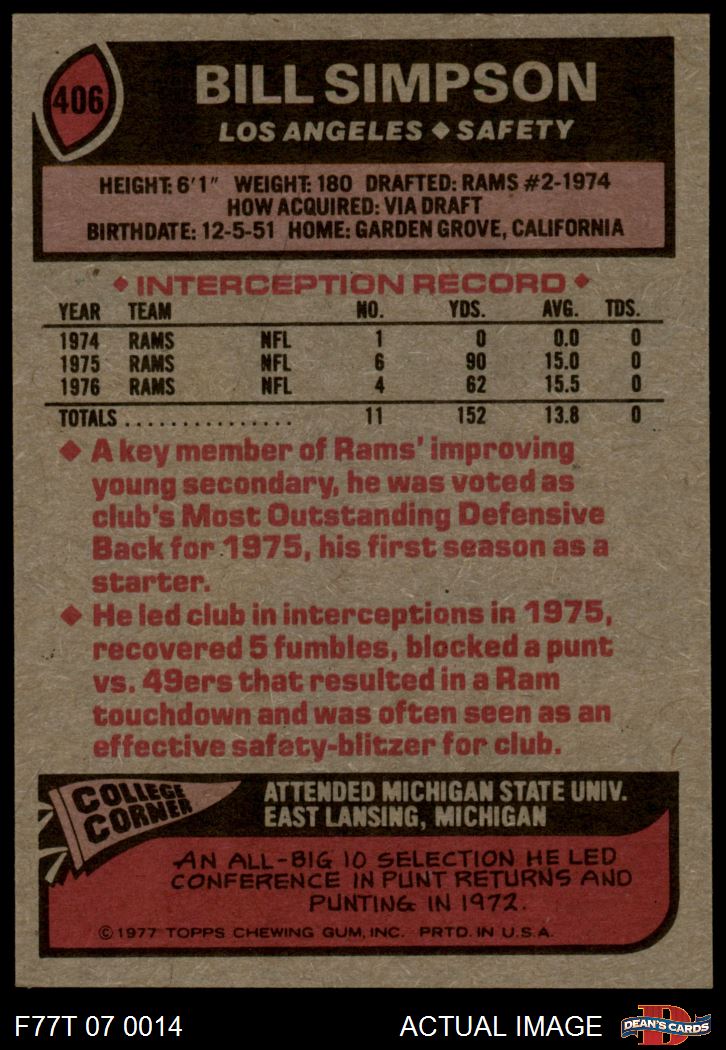 406
BILL SIMPSON
LOS ANGELES ◆ SAFETY
HEIGHT: 6'1" WEIGHT: 180 DRAFTED: RAMS #2-1974
HOW ACQUIRED: VIA DRAFT
BIRTHDATE: 12-5-51 HOME: GARDEN GROVE, CALIFORNIA
◆ INTERCEPTION RECORD ◆
YEAR TEAM NO. YDS. AVG. TDS.
1974 RAMS NFL 1 0 0.0 0
1975 RAMS NFL 6 90 15.0 0
1976 RAMS NFL 4 62 15.5 0
TOTALS............... 11 152 13.8 0
◆ A key member of Rams' improving
young secondary, he was voted as
club's Most Outstanding Defensive
Back for 1975, his first season as a
starter.
◆ He led club in interceptions in 1975,
recovered 5 fumbles, blocked a punt
vs. 49ers that resulted in a Ram
touchdown and was often seen as an
effective safety-blitzer for club.
COLLEGE
CORNER
ATTENDED MICHIGAN STATE UNIV.
EAST LANSING, MICHIGAN
AN ALL-BIG 10 SELECTION HE LED
CONFERENCE IN PUNT RETURNS AND
PUNTING IN 1972.
©1977 TOPPS CHEWING GUM, INC. PRTD. IN U.S.A.
F77T 07 0014
ACTUAL IMAGE
D
DEAN'S CARDS